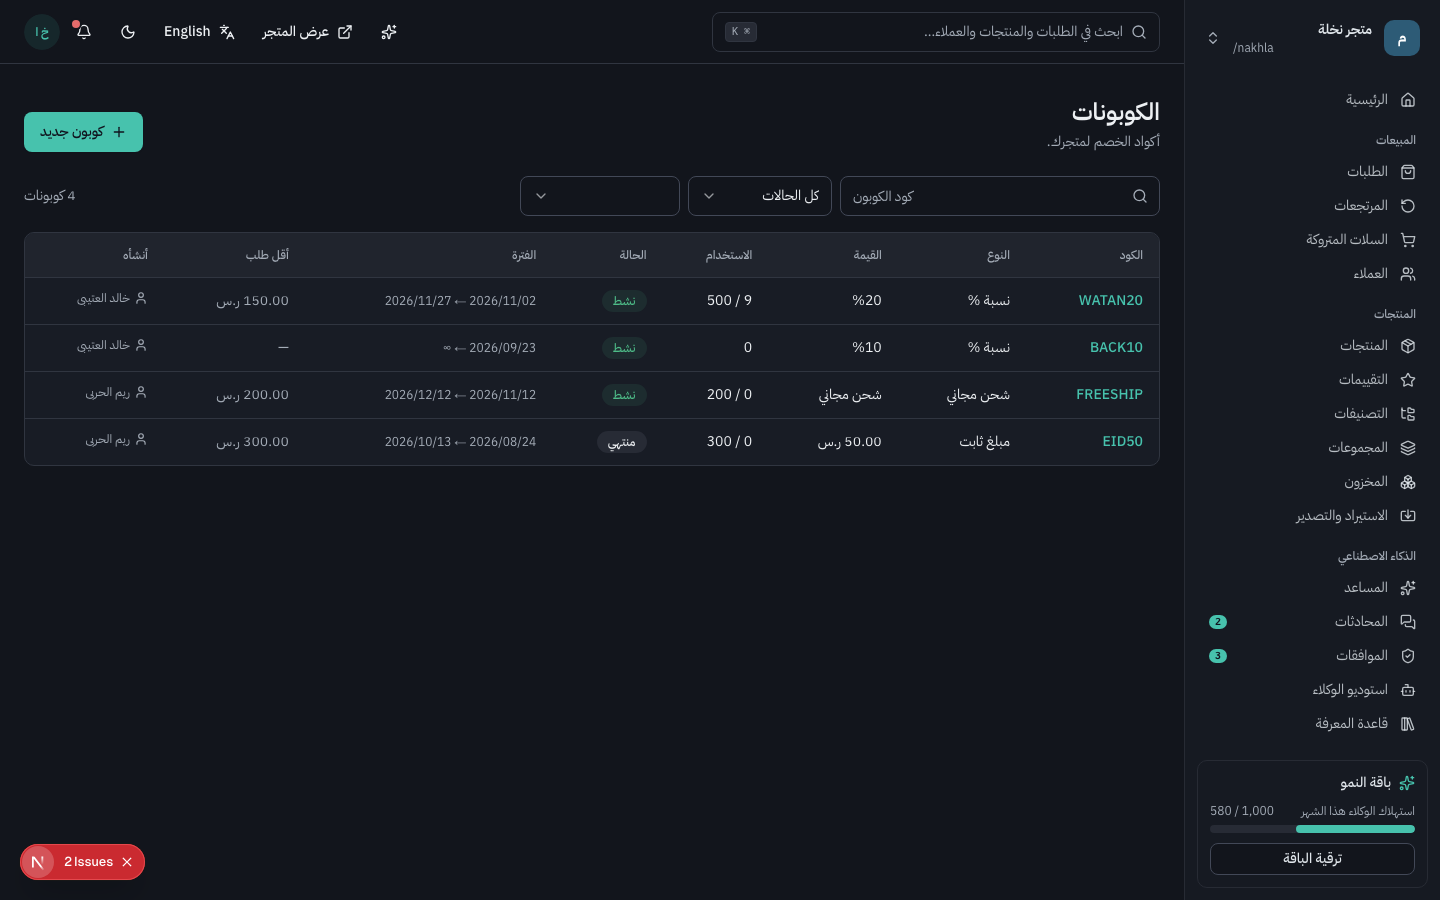 متجر نخلة
/nakhla
ابحث في الطلبات والمنتجات والعملاء...
⌘ K
عرض المتجر
English
خ ا
الرئيسية
المبيعات
الطلبات
المرتجعات
السلات المتروكة
العملاء
المنتجات
المنتجات
التقييمات
التصنيفات
المجموعات
المخزون
الاستيراد والتصدير
الذكاء الاصطناعي
المساعد
المحادثات 2
الموافقات 3
استوديو الوكلاء
قاعدة المعرفة
باقة النمو
استهلاك الوكلاء هذا الشهر 580 / 1,000
ترقية الباقة
الكوبونات
أكواد الخصم لمتجرك.
كوبون جديد
كود الكوبون
كل الحالات
4 كوبونات
الكود النوع القيمة الاستخدام الحالة الفترة أقل طلب أنشأه
WATAN20 نسبة % 20% 9 / 500 نشط 2026/11/02 ← 2026/11/27 150.00 ر.س خالد العتيبي
BACK10 نسبة % 10% 0 نشط 2026/09/23 ← ∞ — خالد العتيبي
FREESHIP شحن مجاني شحن مجاني 0 / 200 نشط 2026/11/12 ← 2026/12/12 200.00 ر.س ريم الحربي
EID50 مبلغ ثابت 50.00 ر.س 0 / 300 منتهي 2026/08/24 ← 2026/10/13 300.00 ر.س ريم الحربي
N 2 Issues